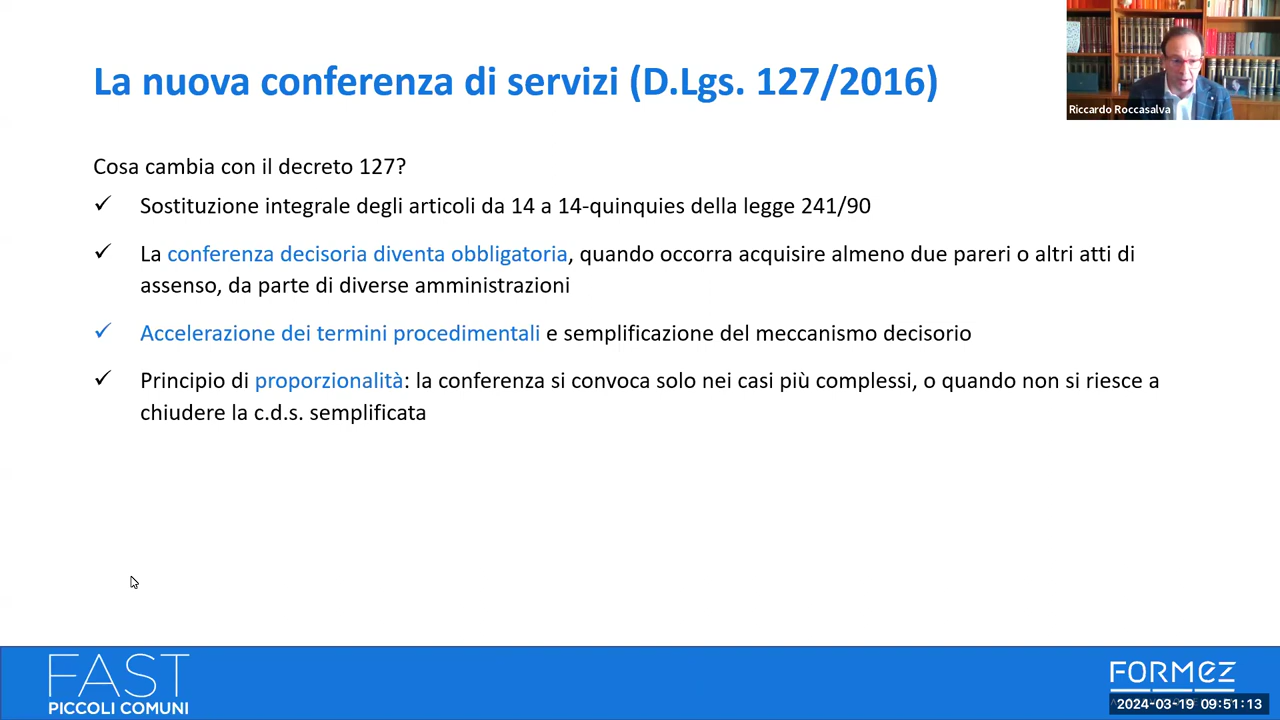 La nuova conferenza di servizi (D.Lgs. 127/2016)
Riccardo Roccasalva
Cosa cambia con il decreto 127?
✓ Sostituzione integrale degli articoli da 14 a 14-quinquies della legge 241/90
✓ La conferenza decisoria diventa obbligatoria, quando occorra acquisire almeno due pareri o altri atti di
assenso, da parte di diverse amministrazioni
✓ Accelerazione dei termini procedimentali e semplificazione del meccanismo decisorio
✓ Principio di proporzionalità: la conferenza si convoca solo nei casi più complessi, o quando non si riesce a
chiudere la c.d.s. semplificata
FAST
PICCOLI COMUNI
FORMEZ
2024-03-19 09:51:13